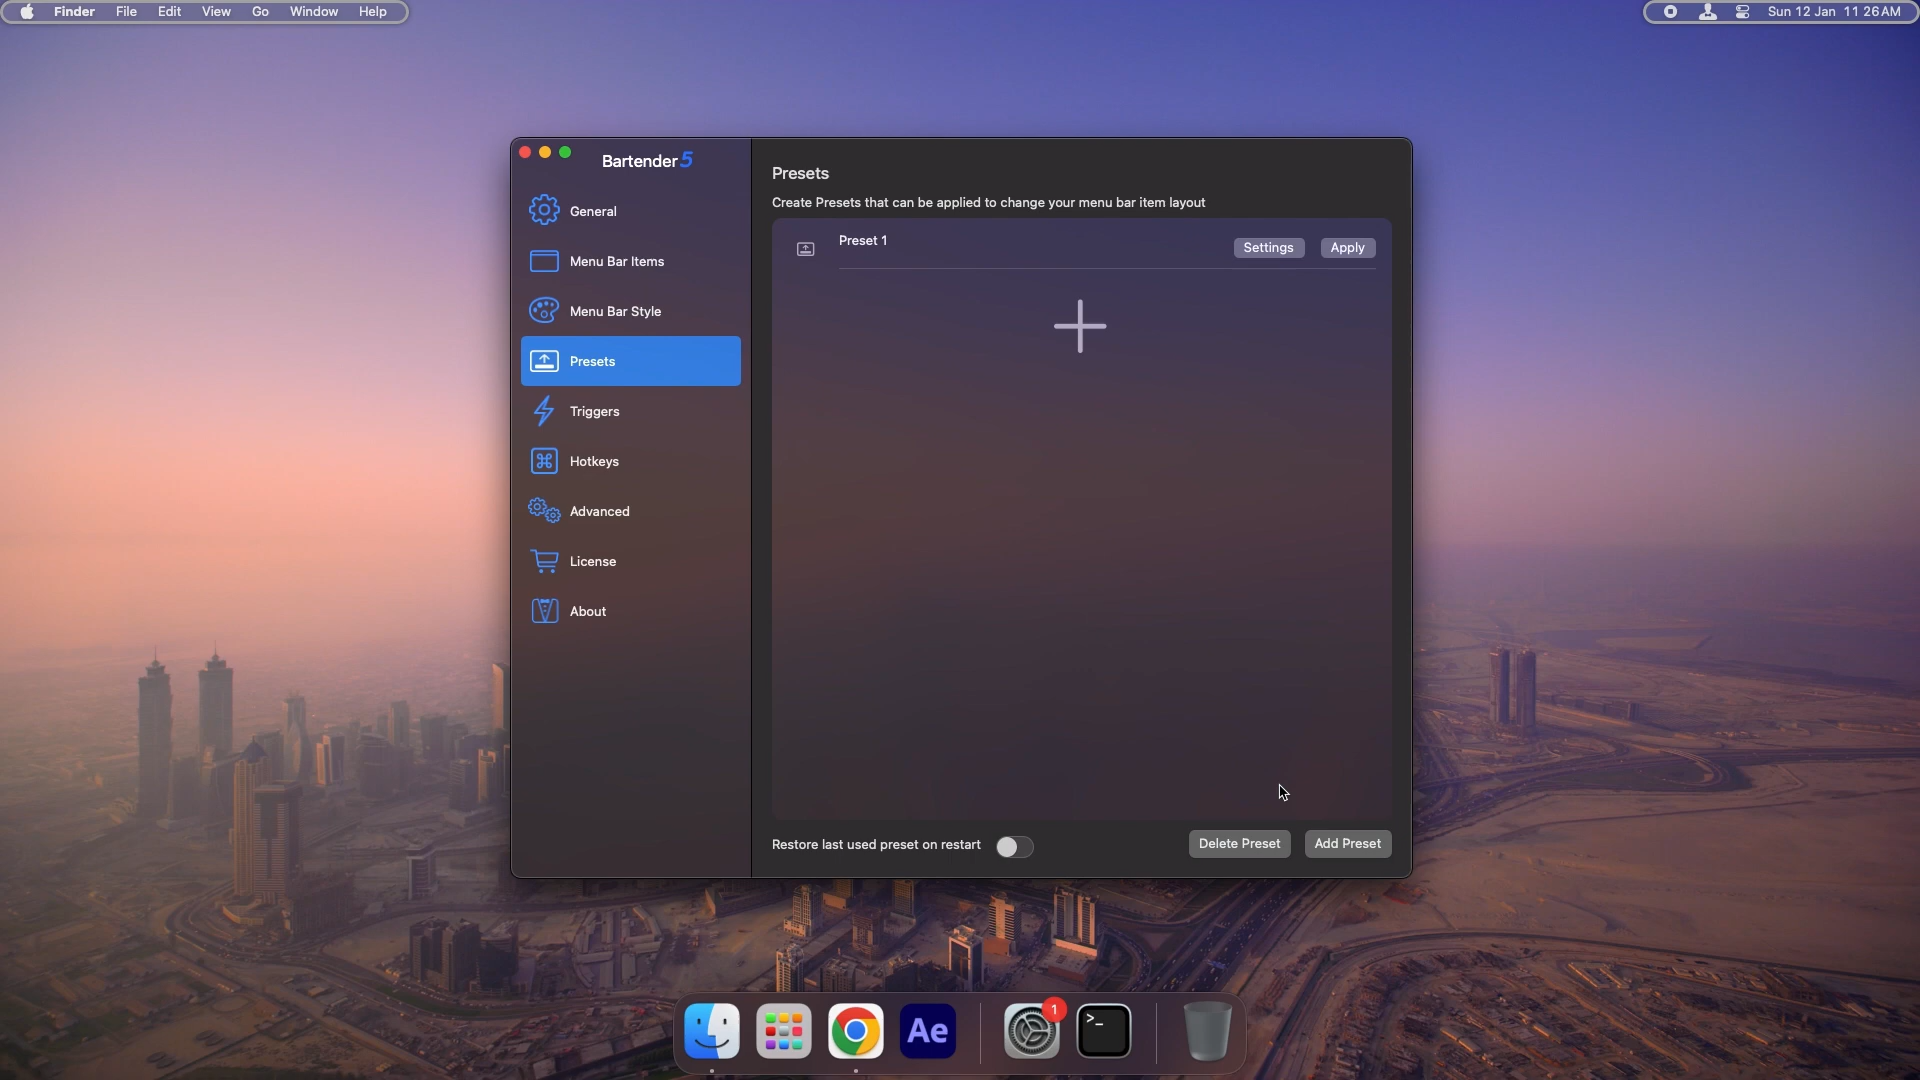 Finder File Edit View Go Window Help
Sun 12 Jan 11 26 AM
Bartender 5
General
Menu Bar Items
Menu Bar Style
Presets
Triggers
Hotkeys
Advanced
License
About
Presets
Create Presets that can be applied to change your menu bar item layout
Preset 1
Settings Apply
Restore last used preset on restart
Delete Preset Add Preset
Ae
1
>_